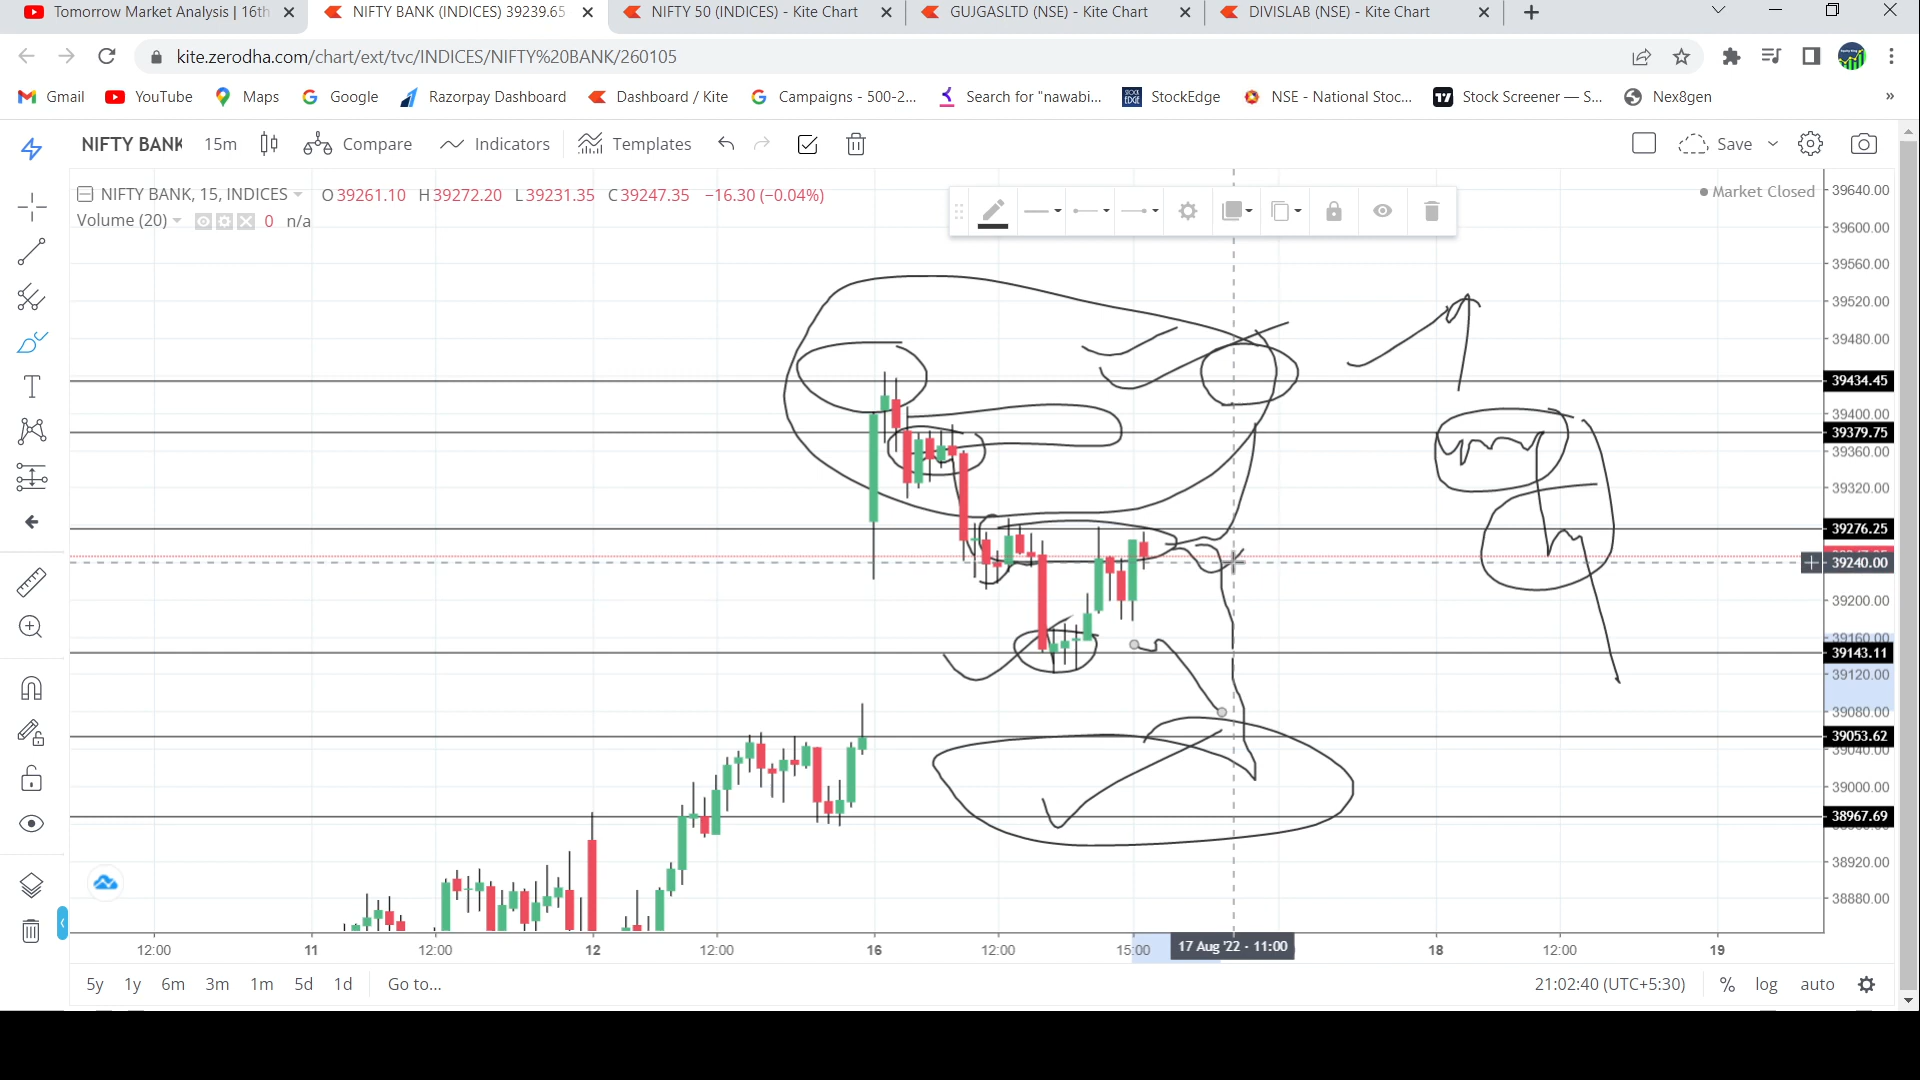 Tomorrow Market Analysis | 16th
NIFTY BANK (INDICES) 39239.65
NIFTY 50 (INDICES) - Kite Chart
GUJGASLTD (NSE) - Kite Chart
DIVISLAB (NSE) - Kite Chart
kite.zerodha.com/chart/ext/tvc/INDICES/NIFTY%20BANK/260105
Gmail
YouTube
Maps
Google
Razorpay Dashboard
Dashboard / Kite
Campaigns - 500-2...
Search for "nawabi...
STOCK EDGE
StockEdge
NSE - National Stoc...
Stock Screener — S...
Nex8gen
»
NIFTY BANK
15m
Compare
Indicators
Templates
Save
NIFTY BANK, 15, INDICES
O39261.10 H39272.20 L39231.35 C39247.35 −16.30 (−0.04%)
Volume (20)
0 n/a
Market Closed
39640.00
39600.00
39560.00
39520.00
39480.00
39434.45
39400.00
39379.75
39360.00
39320.00
39276.25
39240.00
39200.00
39160.00
39143.11
39120.00
39080.00
39053.62
39040.00
39000.00
38967.69
38920.00
38880.00
12:00
11
12:00
12
12:00
16
12:00
15:00
17 Aug '22 - 11:00
18
12:00
19
5y
1y
6m
3m
1m
5d
1d
Go to...
21:02:40 (UTC+5:30)
%
log
auto